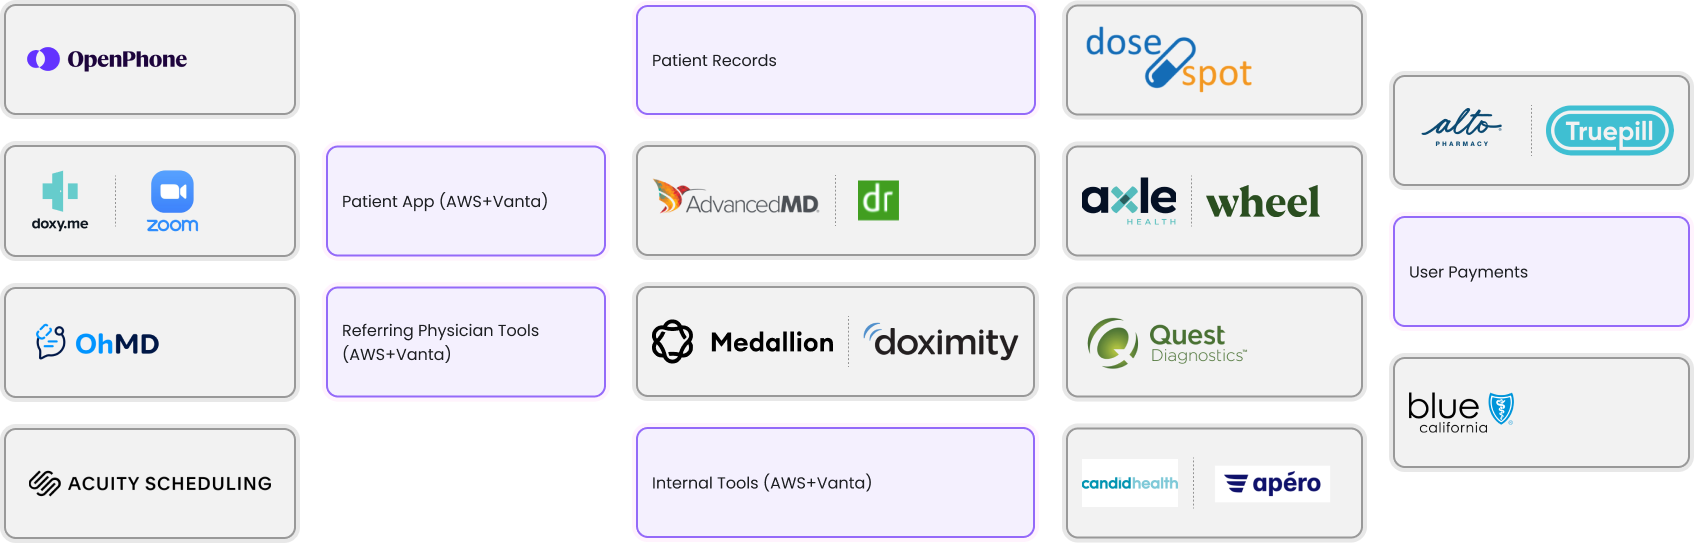 OpenPhone
doxy.me
zoom
OhMD
ACUITY SCHEDULING
Patient App (AWS+Vanta)
Referring Physician Tools
(AWS+Vanta)
Patient Records
AdvancedMD
dr
Medallion
doximity
Internal Tools (AWS+Vanta)
dose
spot
axle
HEALTH
wheel
Quest
Diagnostics™
candidhealth
apéro
alto
PHARMACY
Truepill
User Payments
blue
california